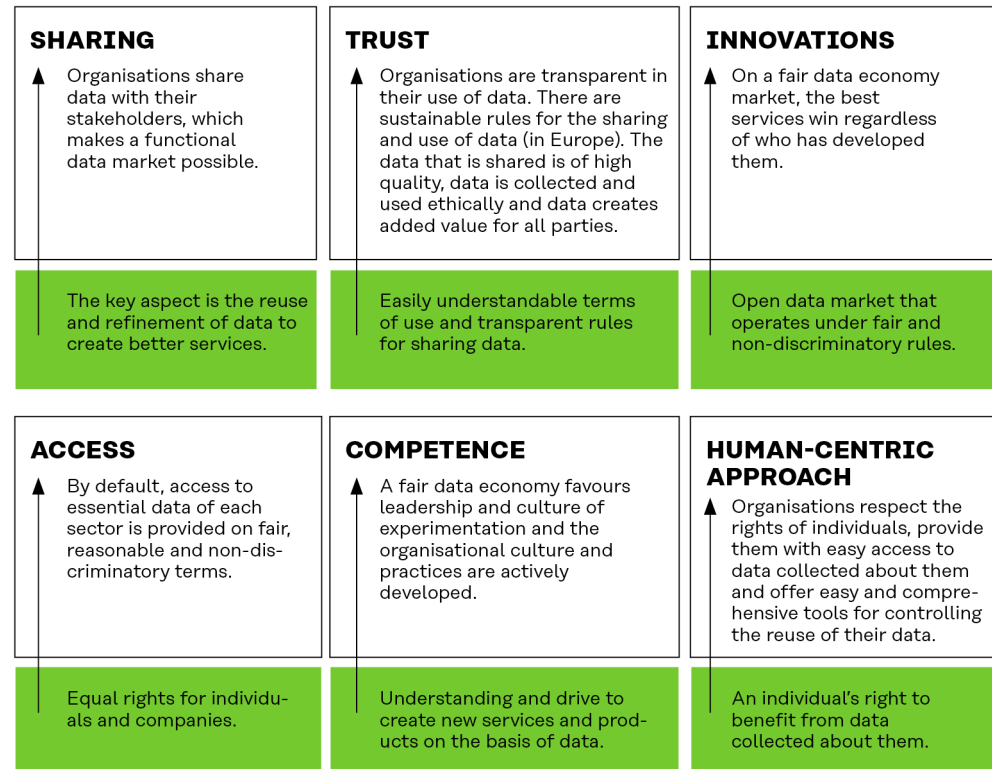 SHARING
Organisations share
data with their
stakeholders, which
makes a functional
data market possible.
The key aspect is the reuse
and refinement of data to
create better services.
TRUST
Organisations are transparent in
their use of data. There are
sustainable rules for the sharing
and use of data (in Europe). The
data that is shared is of high
quality, data is collected and
used ethically and data creates
added value for all parties.
Easily understandable terms
of use and transparent rules
for sharing data.
INNOVATIONS
On a fair data economy
market, the best
services win regardless
of who has developed
them.
Open data market that
operates under fair and
non-discriminatory rules.
ACCESS
By default, access to
essential data of each
sector is provided on fair,
reasonable and non-dis-
criminatory terms.
Equal rights for individu-
als and companies.
COMPETENCE
A fair data economy favours
leadership and culture of
experimentation and the
organisational culture and
practices are actively
developed.
Understanding and drive to
create new services and prod-
ucts on the basis of data.
HUMAN-CENTRIC
APPROACH
Organisations respect the
rights of individuals, provide
them with easy access to
data collected about them
and offer easy and compre-
hensive tools for controlling
the reuse of their data.
An individual’s right to
benefit from data
collected about them.